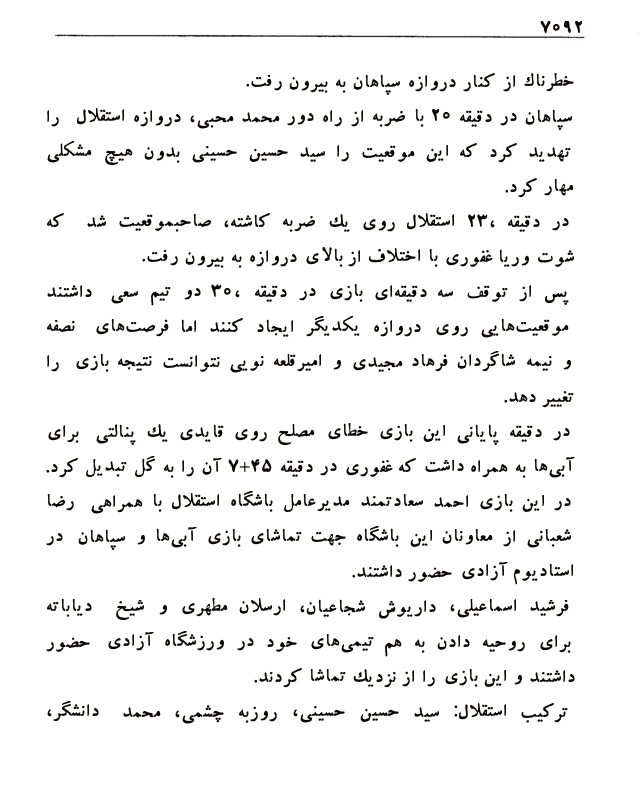 ۷۰۹۲
خطرناك از كنار دروازه سپاهان به بيرون رفت.
سپاهان در دقيقه ۲۰ با ضربه از راه دور محمد محبی، دروازه استقلال را
تهديد كرد كه اين موقعيت را سيد حسين حسينی بدون هيچ مشكلی
مهار كرد.
در دقيقه ۲۳، استقلال روی يك ضربه كاشته، صاحبموقعيت شد كه
شوت وريا غفوری با اختلاف از بالای دروازه به بيرون رفت.
پس از توقف سه دقيقه‌ای بازی در دقيقه ۳۰، دو تيم سعی داشتند
موقعيت‌هايی روی دروازه يكديگر ايجاد كنند اما فرصت‌های نصفه
و نيمه شاگردان فرهاد مجيدی و اميرقلعه نويی نتوانست نتيجه بازی را
تغيير دهد.
در دقيقه پايانی اين بازی خطای مصلح روی قايدی يك پنالتی برای
آبی‌ها به همراه داشت كه غفوری در دقيقه ۴۵+۷ آن را به گل تبديل كرد.
در اين بازی احمد سعادتمند مديرعامل باشگاه استقلال با همراهی رضا
شعبانی از معاونان اين باشگاه جهت تماشای بازی آبی‌ها و سپاهان در
استاديوم آزادی حضور داشتند.
فرشيد اسماعيلی، داريوش شجاعيان، ارسلان مطهری و شيخ دياباته
برای روحيه دادن به هم تيمی‌های خود در ورزشگاه آزادی حضور
داشتند و اين بازی را از نزديك تماشا كردند.
تركيب استقلال: سيد حسين حسينی، روزبه چشمی، محمد دانشگر،